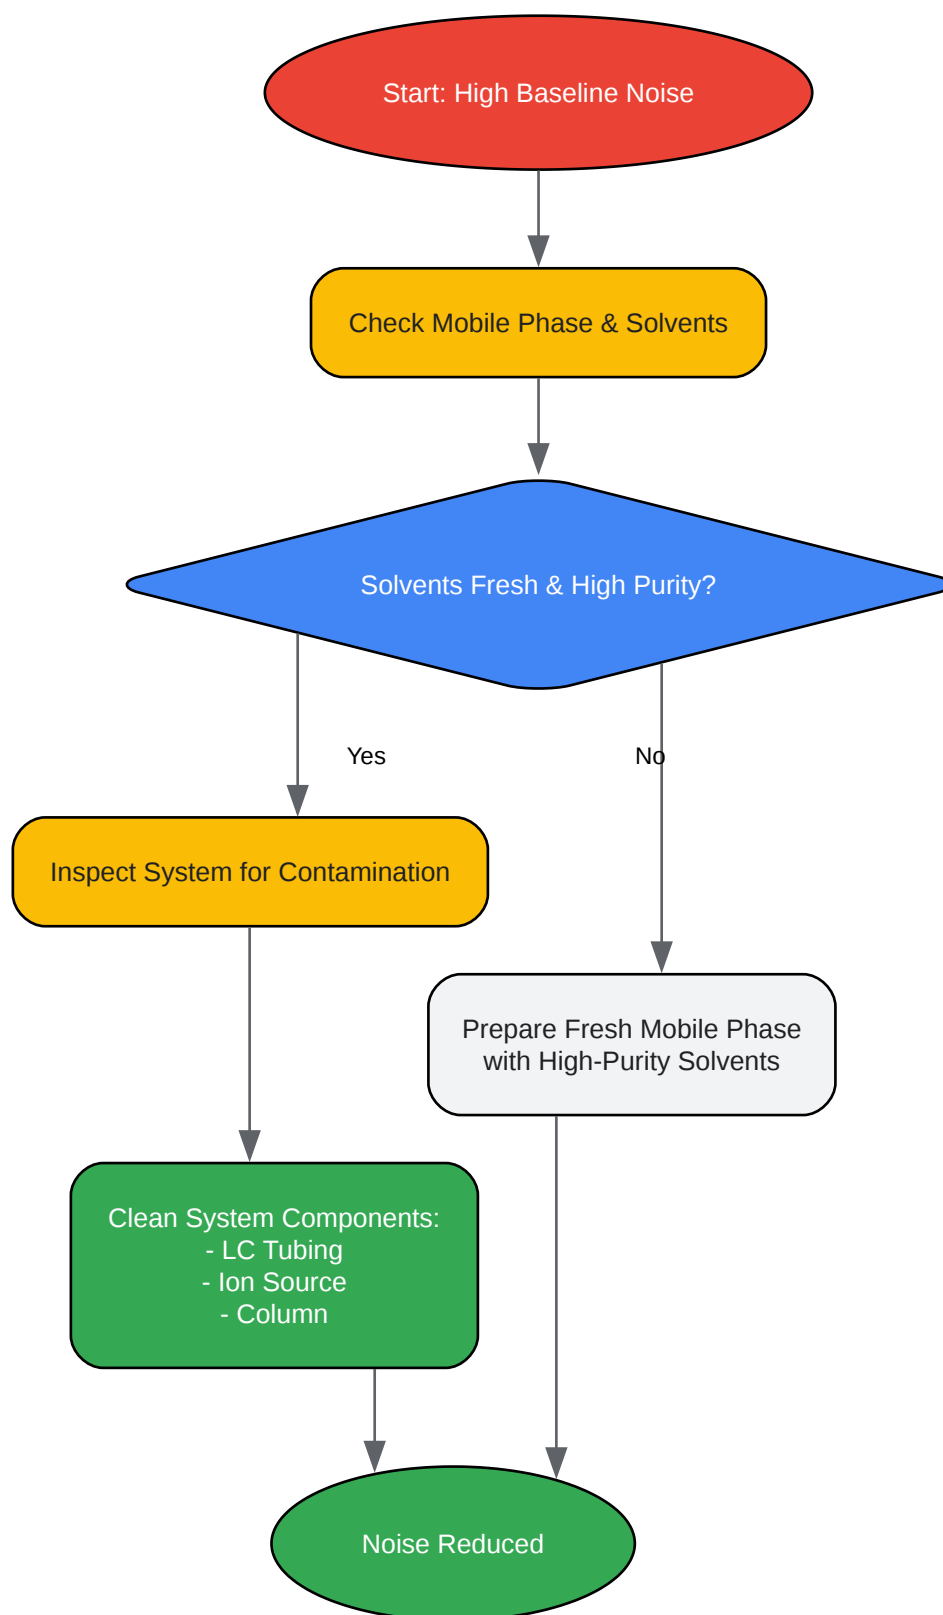 Start: High Baseline Noise
Check Mobile Phase & Solvents
Solvents Fresh & High Purity?
Yes
No
Inspect System for Contamination
Prepare Fresh Mobile Phase
with High-Purity Solvents
Clean System Components:
- LC Tubing
- Ion Source
- Column
Noise Reduced